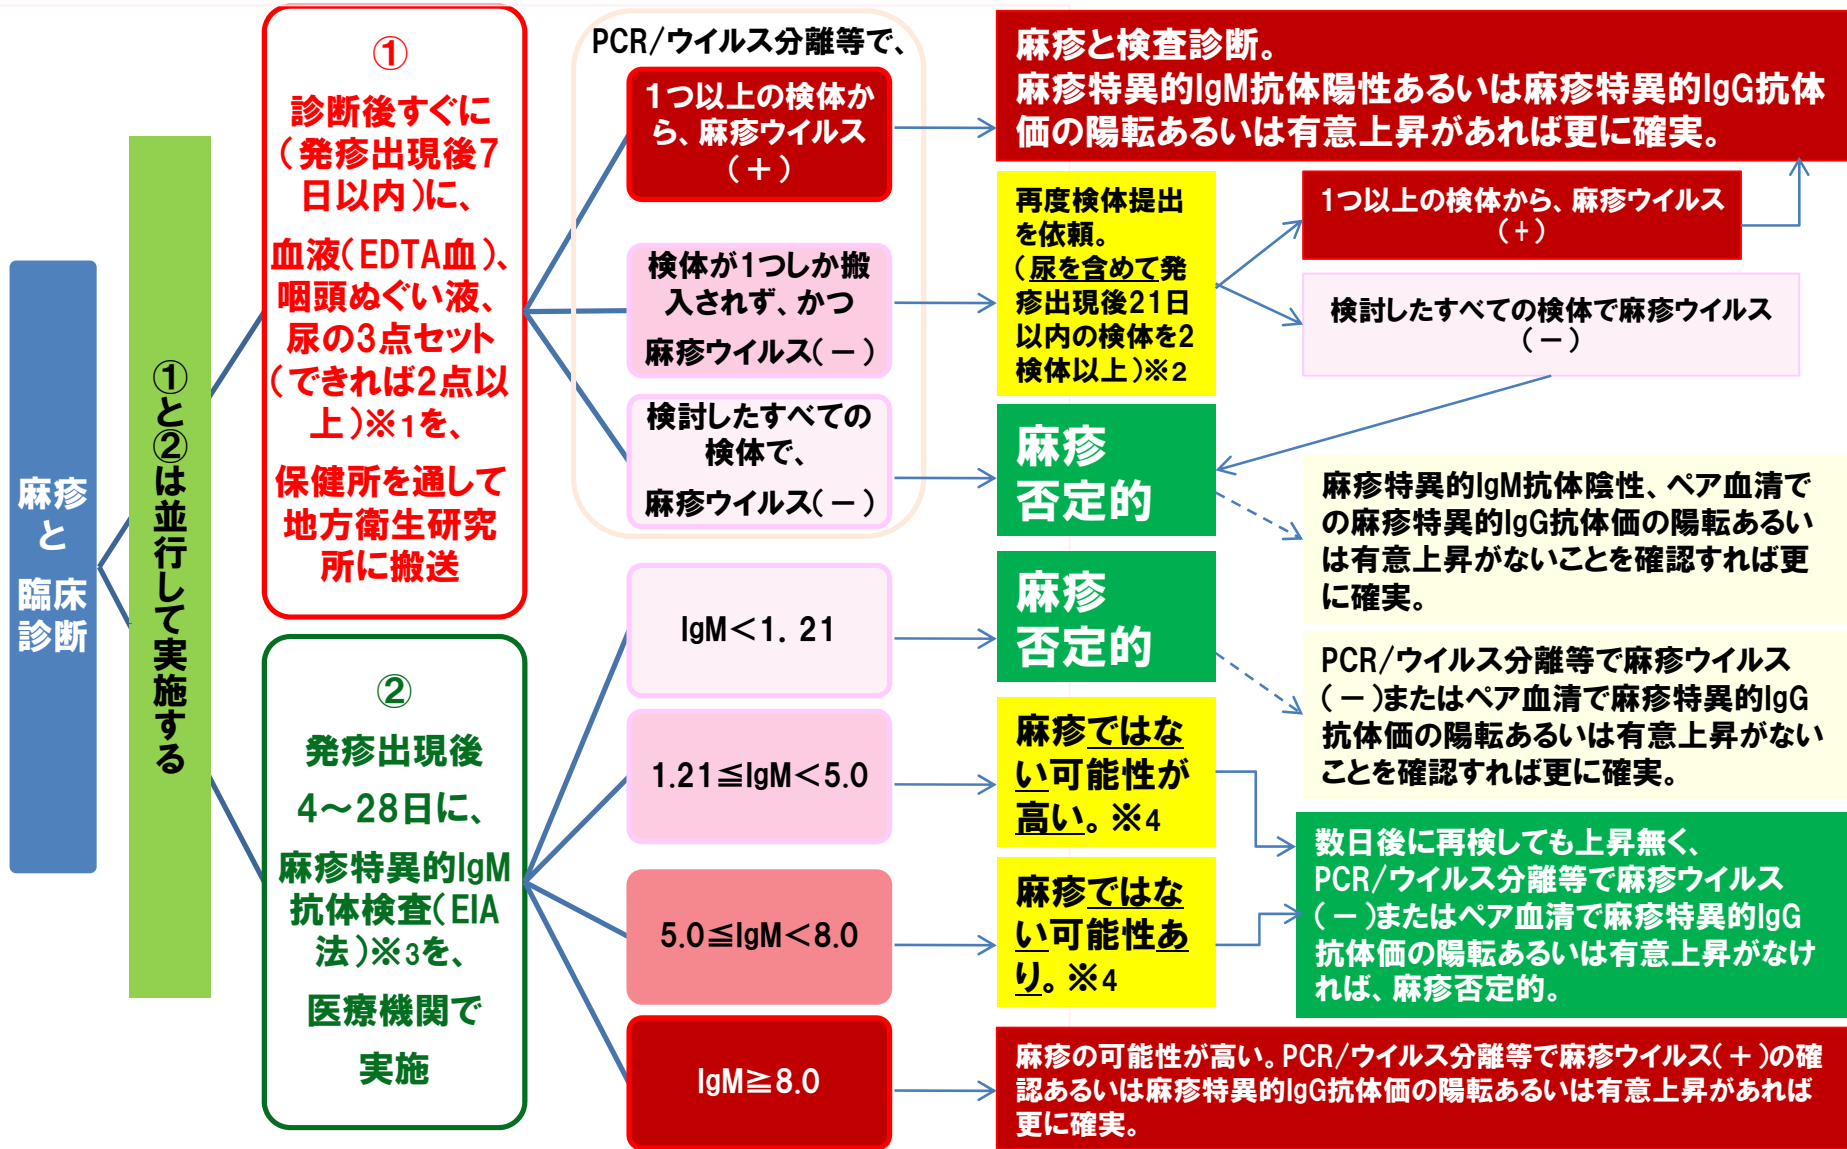 麻疹
と
臨床
診断
①と②は並行して実施する
①
診断後すぐに
(発疹出現後7
日以内)に、
血液(EDTA血)、
咽頭ぬぐい液、
尿の3点セット
(できれば2点以
上)※1を、
保健所を通して
地方衛生研究
所に搬送
②
発疹出現後
4～28日に、
麻疹特異的IgM
抗体検査(EIA
法)※3を、
医療機関で
実施
PCR/ウイルス分離等で、
1つ以上の検体か
ら、麻疹ウイルス
(＋)
検体が1つしか搬
入されず、かつ
麻疹ウイルス(－)
検討したすべての
検体で、
麻疹ウイルス(－)
IgM＜1. 21
1.21≦IgM＜5.0
5.0≦IgM＜8.0
IgM≧8.0
麻疹と検査診断。
麻疹特異的IgM抗体陽性あるいは麻疹特異的IgG抗体
価の陽転あるいは有意上昇があれば更に確実。
再度検体提出
を依頼。
(尿を含めて発
疹出現後21日
以内の検体を2
検体以上)※2
1つ以上の検体から、麻疹ウイルス
(+)
検討したすべての検体で麻疹ウイルス
(－)
麻疹
否定的
麻疹特異的IgM抗体陰性、ペア血清で
の麻疹特異的IgG抗体価の陽転あるい
は有意上昇がないことを確認すれば更
に確実。
麻疹
否定的
PCR/ウイルス分離等で麻疹ウイルス
(－)またはペア血清で麻疹特異的IgG
抗体価の陽転あるいは有意上昇がない
ことを確認すれば更に確実。
麻疹ではな
い可能性が
高い。※4
麻疹ではな
い可能性あ
り。※4
数日後に再検しても上昇無く、
PCR/ウイルス分離等で麻疹ウイルス
(－)またはペア血清で麻疹特異的IgG
抗体価の陽転あるいは有意上昇がなけ
れば、麻疹否定的。
麻疹の可能性が高い。PCR/ウイルス分離等で麻疹ウイルス(＋)の確
認あるいは麻疹特異的IgG抗体価の陽転あるいは有意上昇があれば
更に確実。